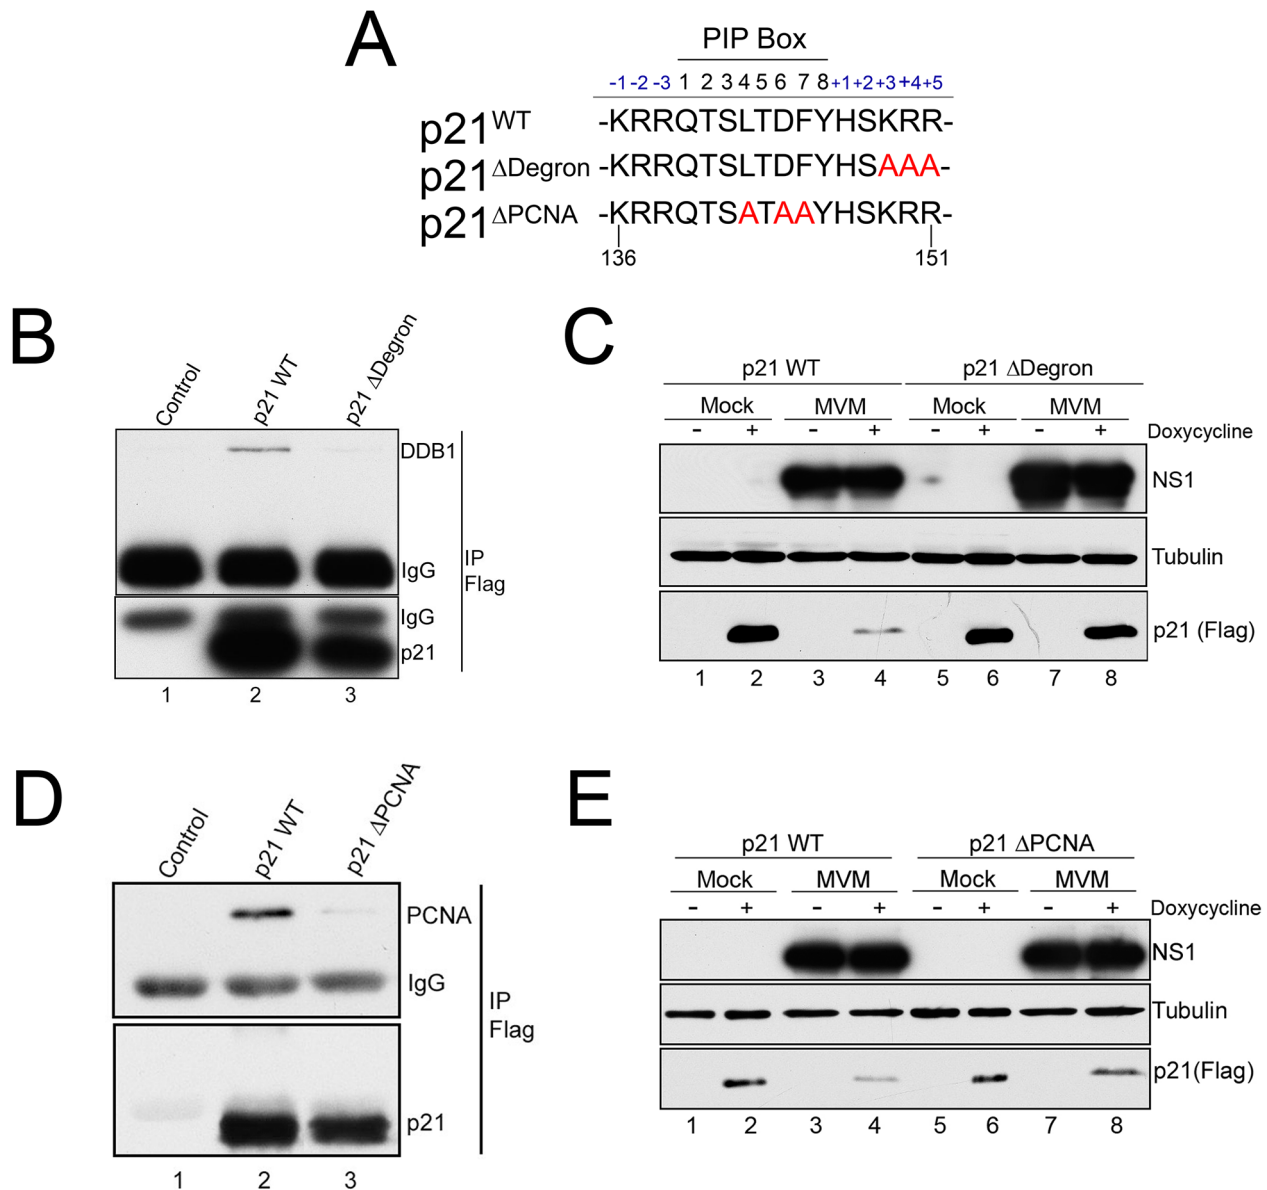 A
PIP Box
-1 -2 -3 1 2 3 4 5 6 7 8 +1 +2 +3 +4 +5
p21WT -KRRQTSLTDFYHSKRR-
p21ΔDegron -KRRQTSLTDFYHSAAA-
p21ΔPCNA -KRRQTSATAAYHSKRR-
136 151
B
Control p21 WT p21 ΔDegron
DDB1
IgG
IgG
p21
IP
Flag
1 2 3
C
p21 WT p21 ΔDegron
Mock MVM Mock MVM
- + - + - + - + Doxycycline
NS1
Tubulin
p21 (Flag)
1 2 3 4 5 6 7 8
D
Control p21 WT p21 ΔPCNA
PCNA
IgG
p21
IP
Flag
1 2 3
E
p21 WT p21 ΔPCNA
Mock MVM Mock MVM
- + - + - + - + Doxycycline
NS1
Tubulin
p21(Flag)
1 2 3 4 5 6 7 8